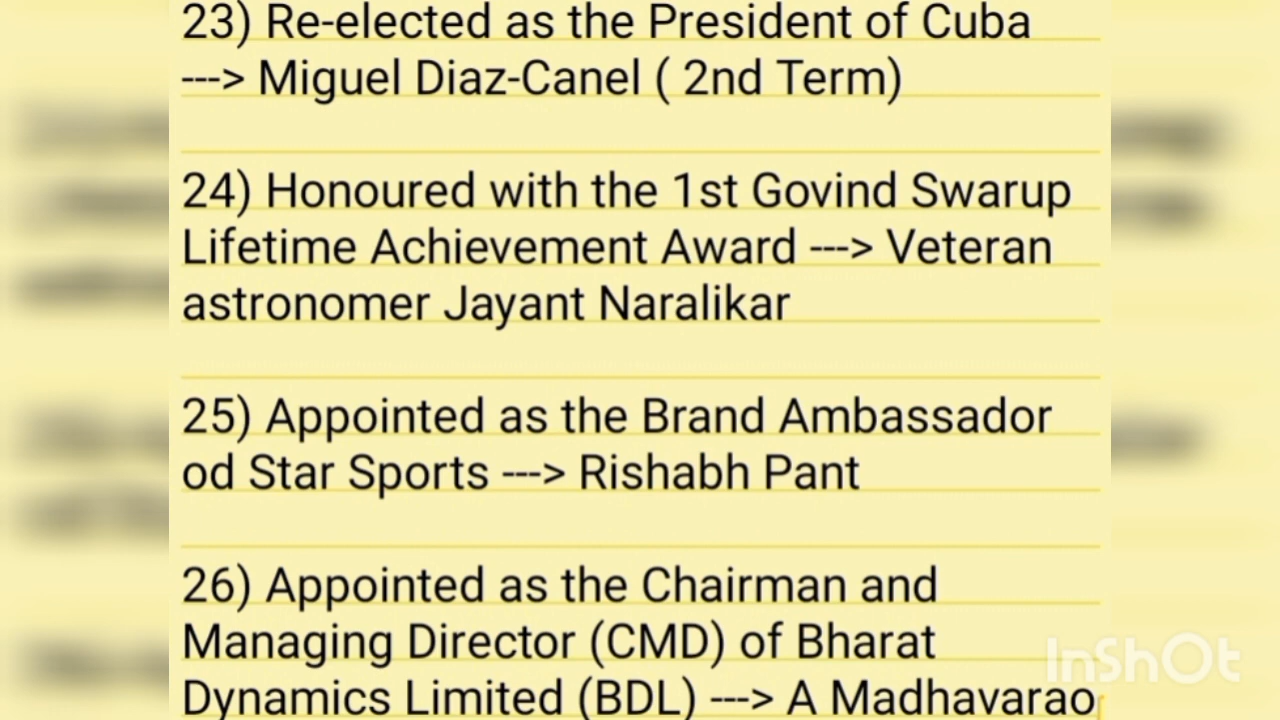 23) Re-elected as the President of Cuba
---> Miguel Diaz-Canel ( 2nd Term)
24) Honoured with the 1st Govind Swarup
Lifetime Achievement Award ---> Veteran
astronomer Jayant Naralikar
25) Appointed as the Brand Ambassador
od Star Sports ---> Rishabh Pant
26) Appointed as the Chairman and
Managing Director (CMD) of Bharat
Dynamics Limited (BDL) ---> A Madhavarao
InShOt